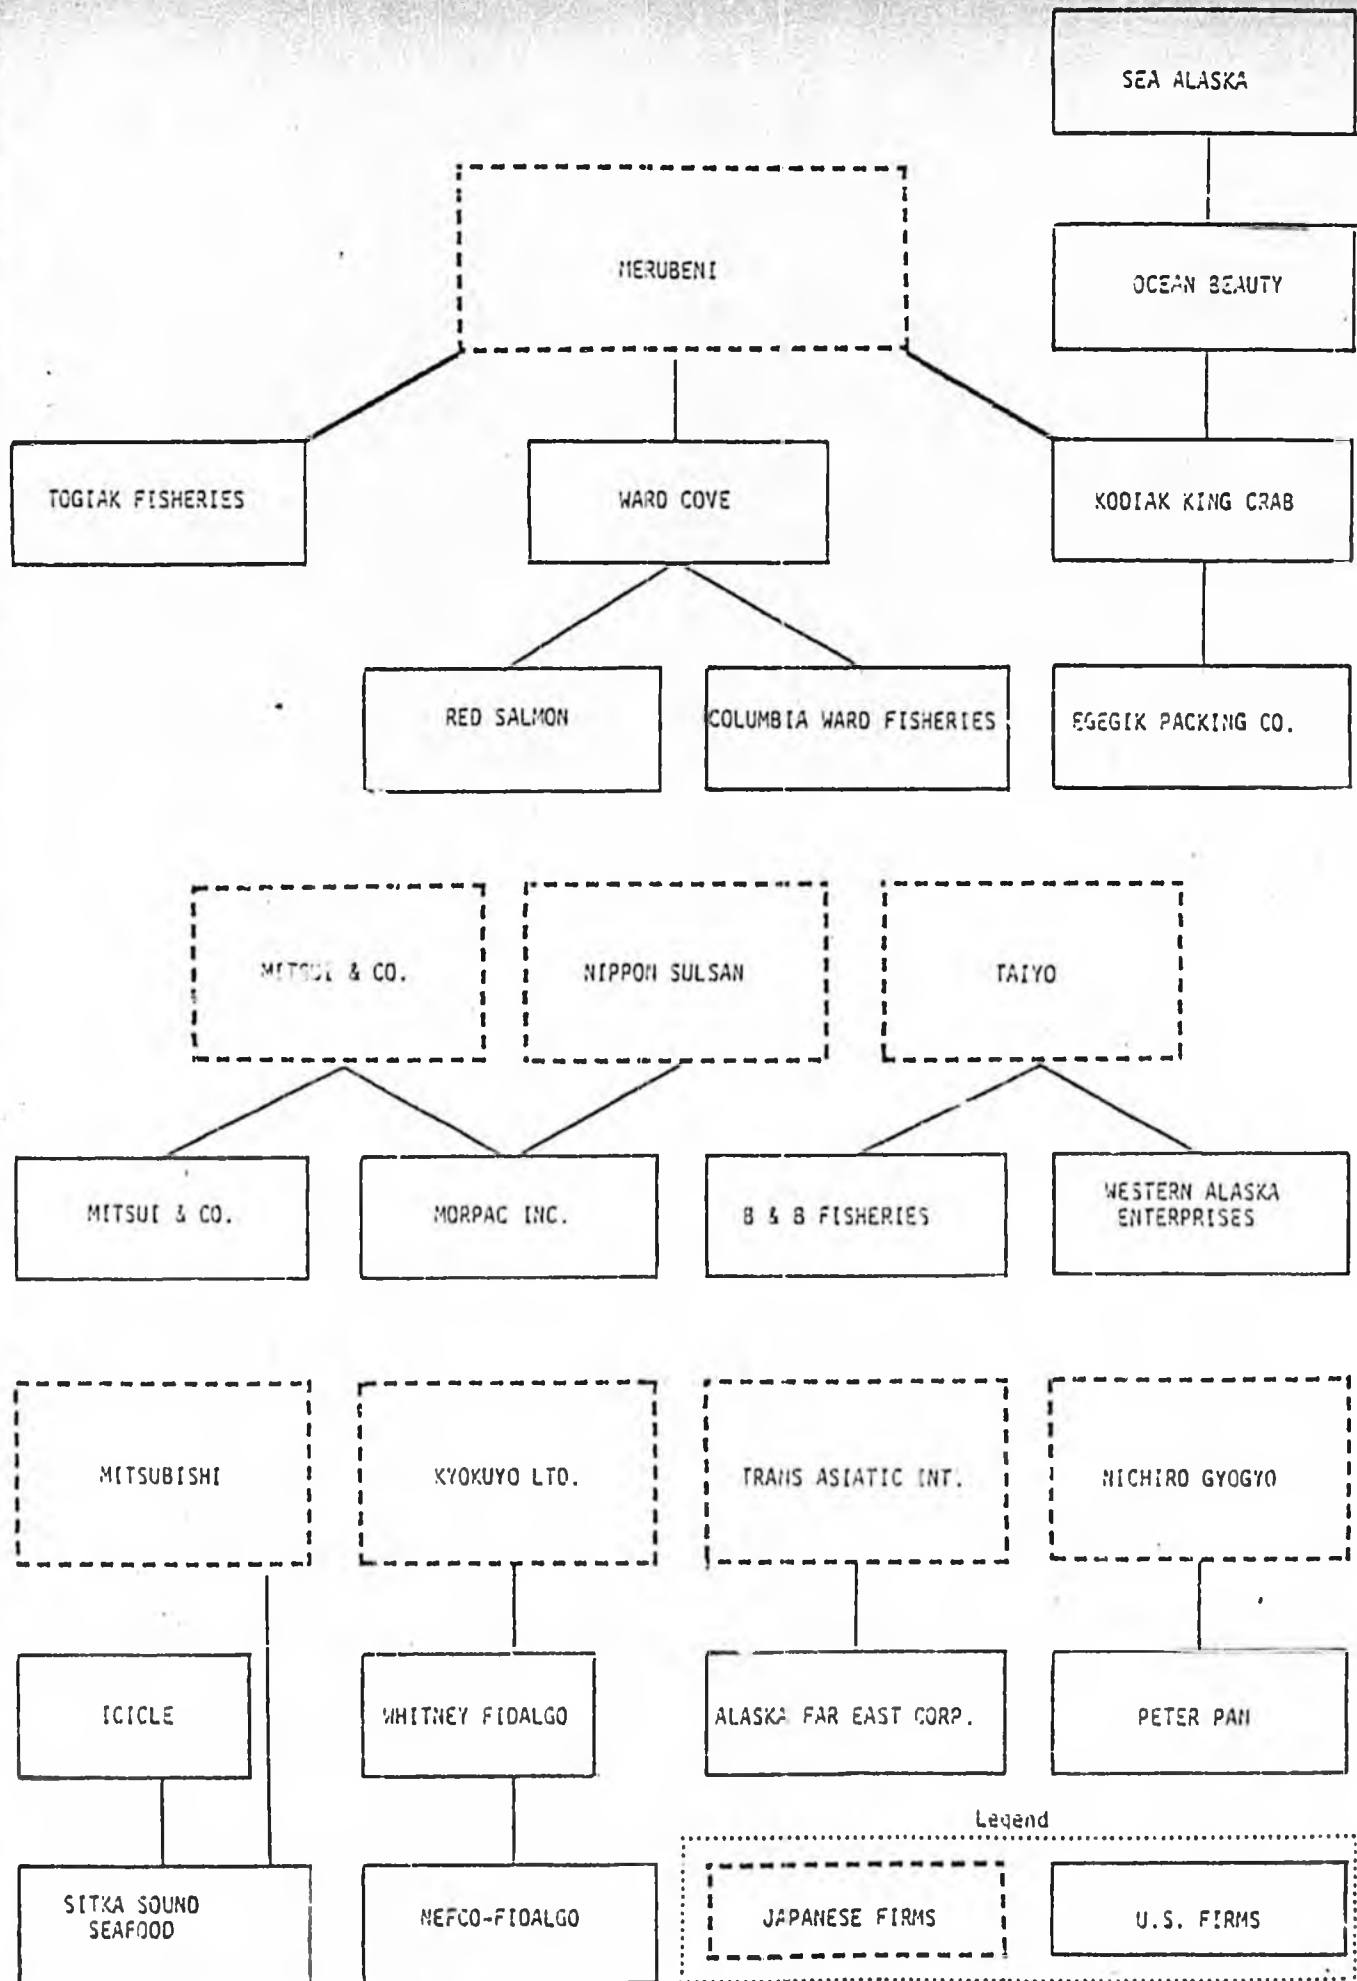 SEA ALASKA
MERUBENI
OCEAN BEAUTY
TOGIAK FISHERIES
WARD COVE
KODIAK KING CRAB
RED SALMON
COLUMBIA WARD FISHERIES
EGEGIK PACKING CO.
MITSUI & CO.
NIPPON SULSAN
TAIYO
MITSUI & CO.
MORPAC INC.
B & B FISHERIES
WESTERN ALASKA
ENTERPRISES
MITSUBISHI
KYOKUYO LTD.
TRANS ASIATIC INT.
NICHIRO GYOGYO
ICICLE
WHITNEY FIDALGO
ALASKA FAR EAST CORP.
PETER PAN
SITKA SOUND
SEAFOOD
NEFCO-FIDALGO
Legend
JAPANESE FIRMS
U.S. FIRMS